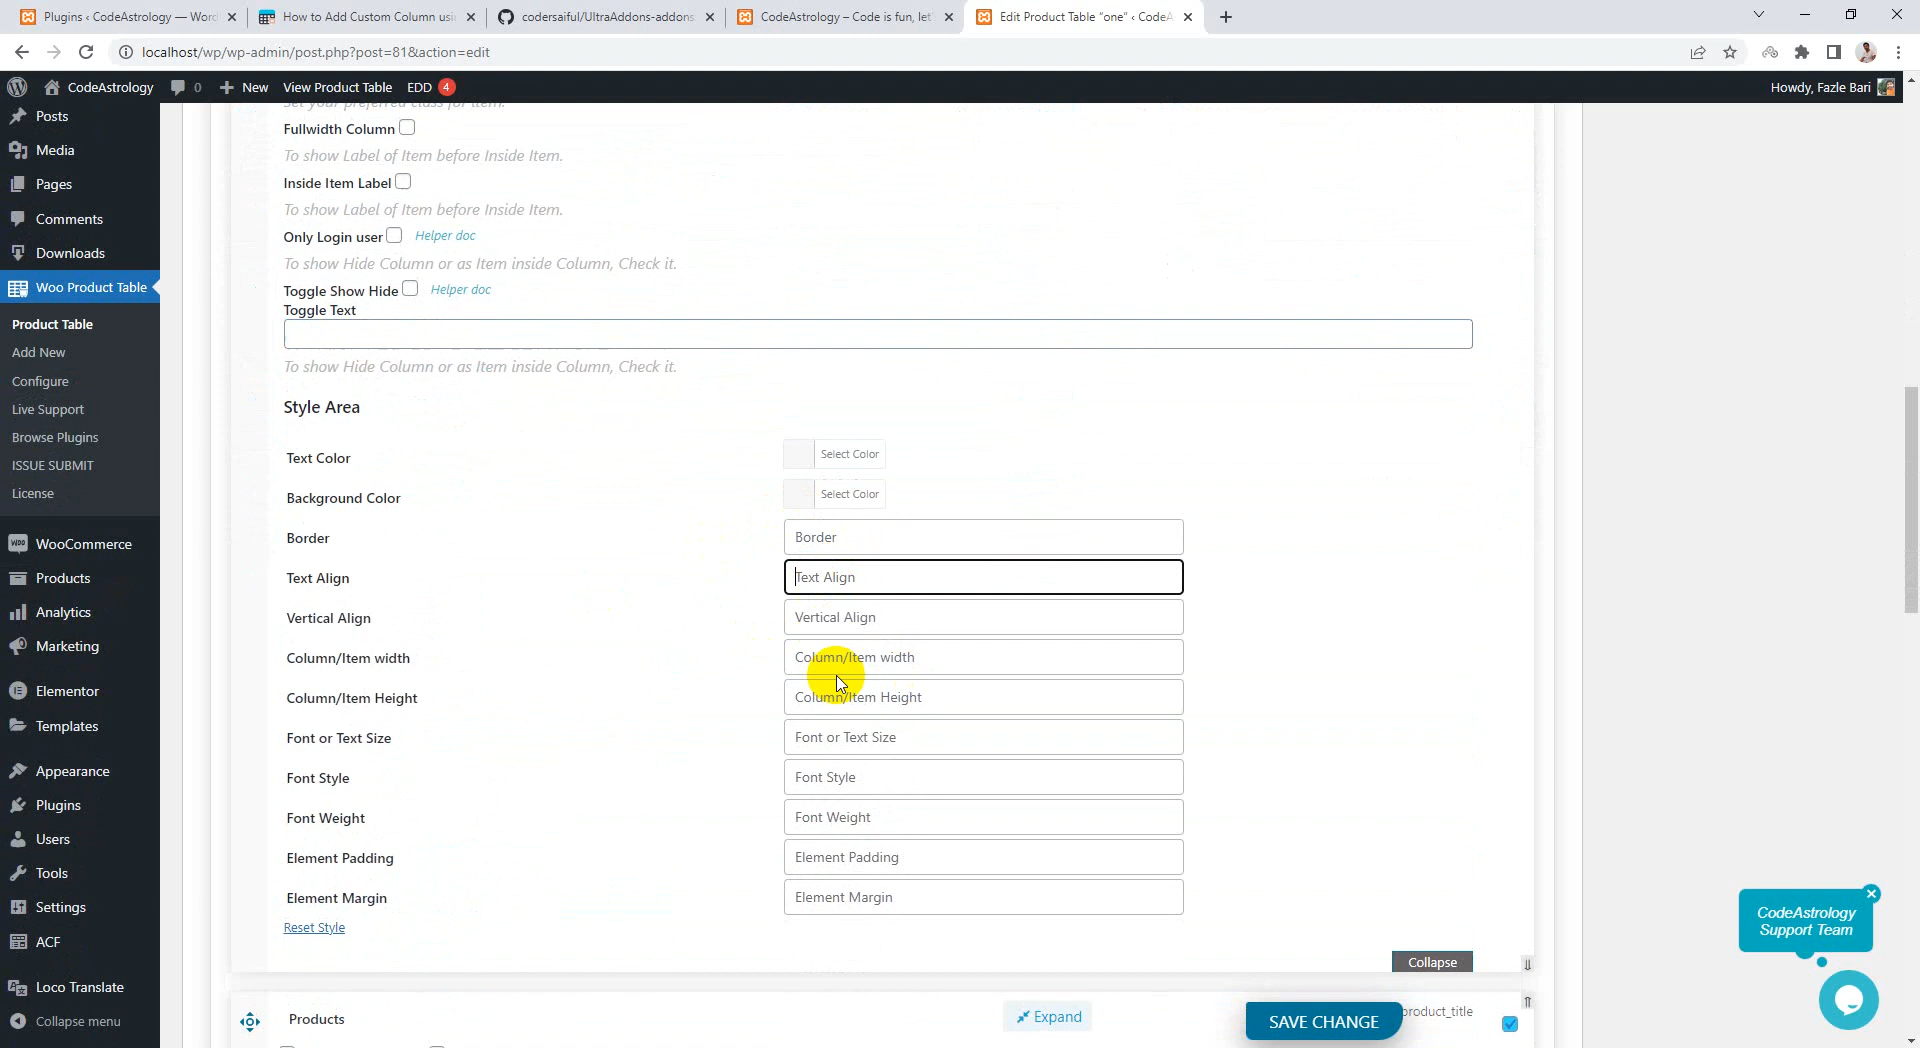 Plugins ‹ CodeAstrology — Word
How to Add Custom Column usi
codersaiful/UltraAddons-addons
CodeAstrology – Code is fun, let'
Edit Product Table "one" ‹ CodeA
localhost/wp/wp-admin/post.php?post=81&action=edit
CodeAstrology
0
New
View Product Table
EDD 4
Howdy, Fazle Bari
Posts
Media
Pages
Comments
Downloads
Woo Product Table
Product Table
Add New
Configure
Live Support
Browse Plugins
ISSUE SUBMIT
License
WooCommerce
Products
Analytics
Marketing
Elementor
Templates
Appearance
Plugins
Users
Tools
Settings
ACF
Loco Translate
Collapse menu
Set your preferred class for item.
Fullwidth Column
To show Label of Item before Inside Item.
Inside Item Label
To show Label of Item before Inside Item.
Only Login user Helper doc
To show Hide Column or as Item inside Column, Check it.
Toggle Show Hide Helper doc
Toggle Text
To show Hide Column or as Item inside Column, Check it.
Style Area
Text Color Select Color
Background Color Select Color
Border Border
Text Align Text Align
Vertical Align Vertical Align
Column/Item width Column/Item width
Column/Item Height Column/Item Height
Font or Text Size Font or Text Size
Font Style Font Style
Font Weight Font Weight
Element Padding Element Padding
Element Margin Element Margin
Reset Style
Collapse
Products
Expand
SAVE CHANGE
product_title
CodeAstrology
Support Team